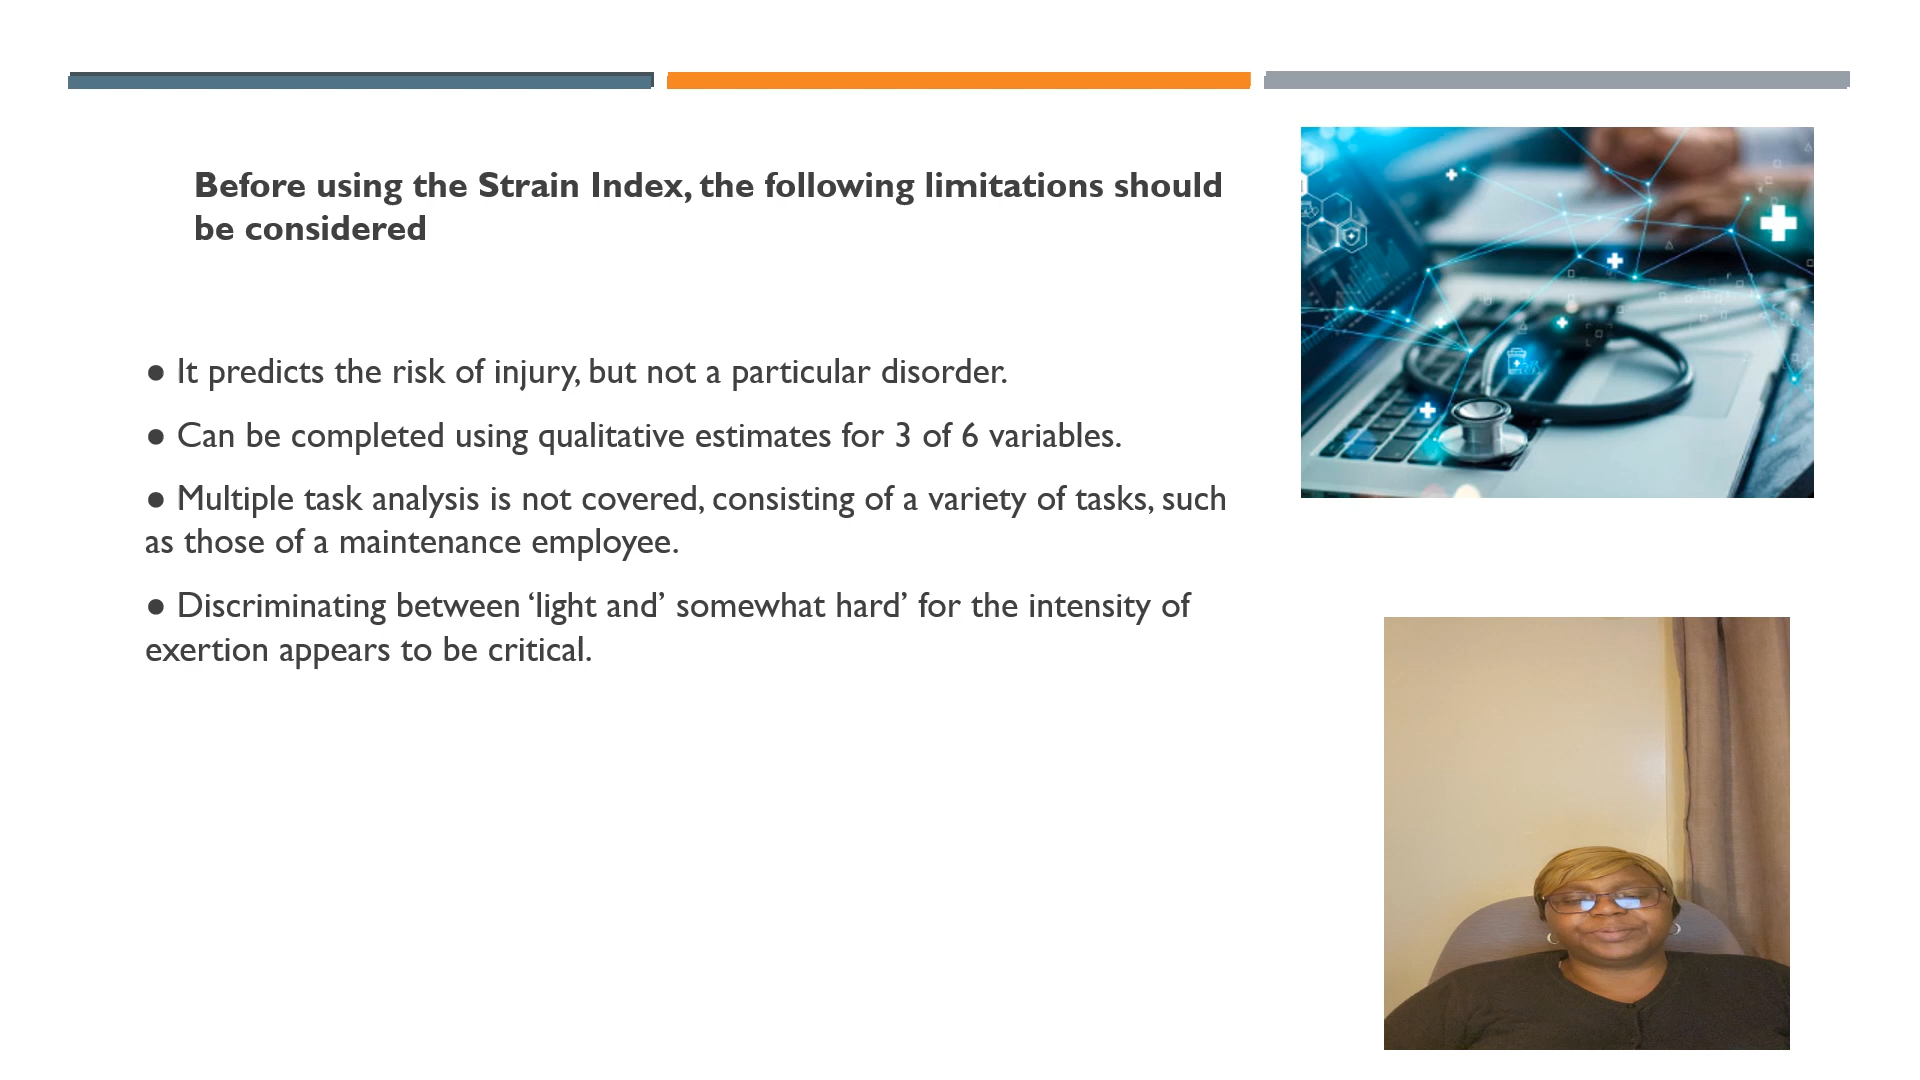 Before using the Strain Index, the following limitations should
be considered
● It predicts the risk of injury, but not a particular disorder.
● Can be completed using qualitative estimates for 3 of 6 variables.
● Multiple task analysis is not covered, consisting of a variety of tasks, such
as those of a maintenance employee.
● Discriminating between ‘light and’ somewhat hard’ for the intensity of
exertion appears to be critical.